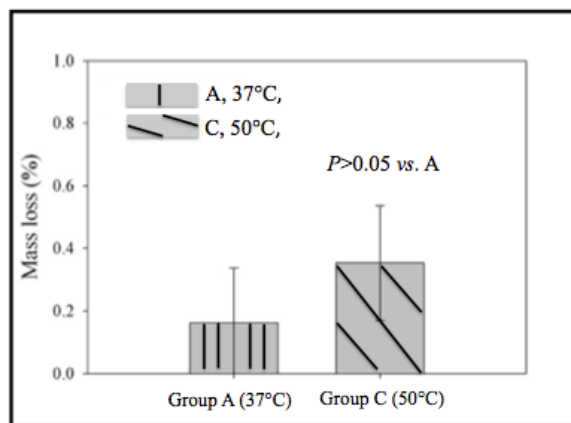 1.0
0.8
0.6
0.4
0.2
0.0
Mass loss (%)
A, 37°C,
C, 50°C,
P>0.05 vs. A
Group A (37°C)
Group C (50°C)